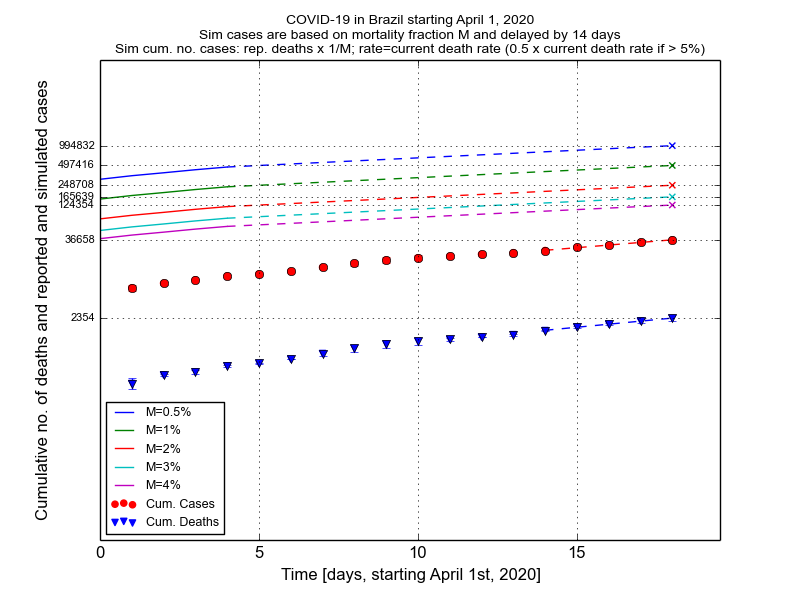 COVID-19 in Brazil starting April 1, 2020
Sim cases are based on mortality fraction M and delayed by 14 days
Sim cum. no. cases: rep. deaths x 1/M; rate=current death rate (0.5 x current death rate if > 5%)
Cumulative no. of deaths and reported and simulated cases
994832
497416
248708
165639
124354
36658
2354
M=0.5%
M=1%
M=2%
M=3%
M=4%
Cum. Cases
Cum. Deaths
0 5 10 15
Time [days, starting April 1st, 2020]